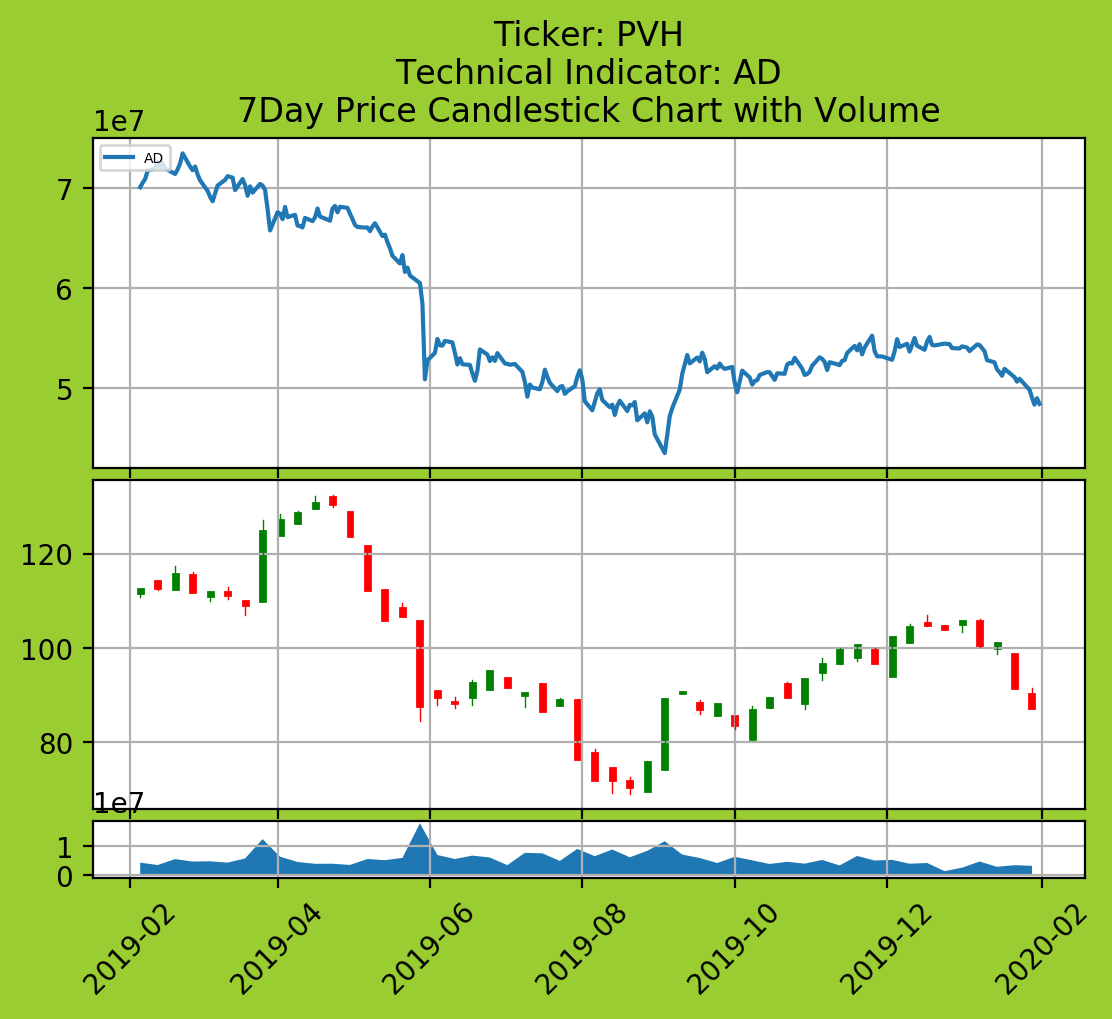 Ticker: PVH
Technical Indicator: AD
7Day Price Candlestick Chart with Volume
1e7
AD
7
6
5
120
100
80
1e7
1
0
2019-02
2019-04
2019-06
2019-08
2019-10
2019-12
2020-02